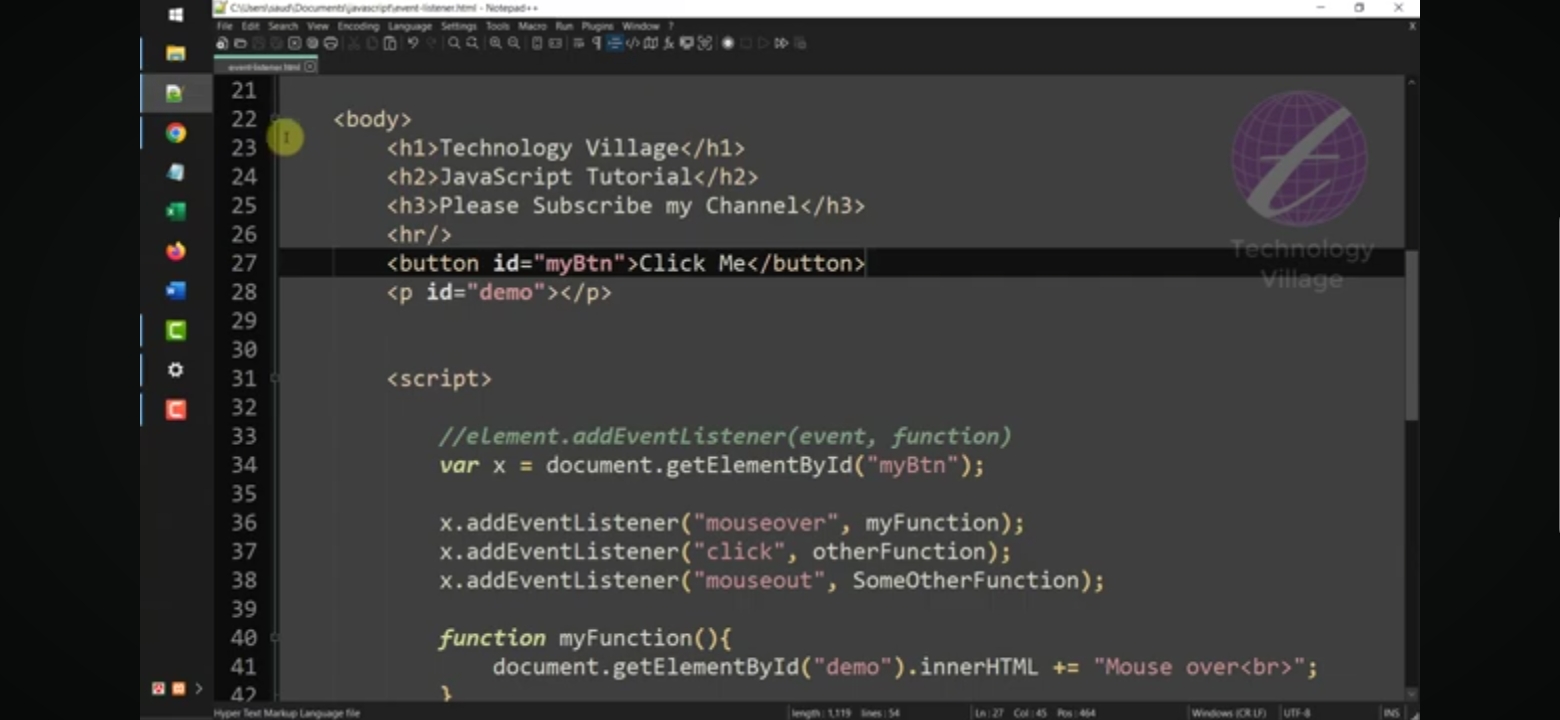 C:\Users\saud\Documents\javascript\event-listener.html - Notepad++
File Edit Search View Encoding Language Settings Tools Macro Run Plugins Window ?
event-listener.html
21
22 <body>
23 <h1>Technology Village</h1>
24 <h2>JavaScript Tutorial</h2>
25 <h3>Please Subscribe my Channel</h3>
26 <hr/>
27 <button id="myBtn">Click Me</button>
28 <p id="demo"></p>
29
30
31 <script>
32
33 //element.addEventListener(event, function)
34 var x = document.getElementById("myBtn");
35
36 x.addEventListener("mouseover", myFunction);
37 x.addEventListener("click", otherFunction);
38 x.addEventListener("mouseout", SomeOtherFunction);
39
40 function myFunction(){
41 document.getElementById("demo").innerHTML += "Mouse over<br>";
42 }
Technology
Village
Hyper Text Markup Language file length : 1,119 lines : 54 Ln : 27 Col : 45 Pos : 464 Windows (CR LF) UTF-8 INS